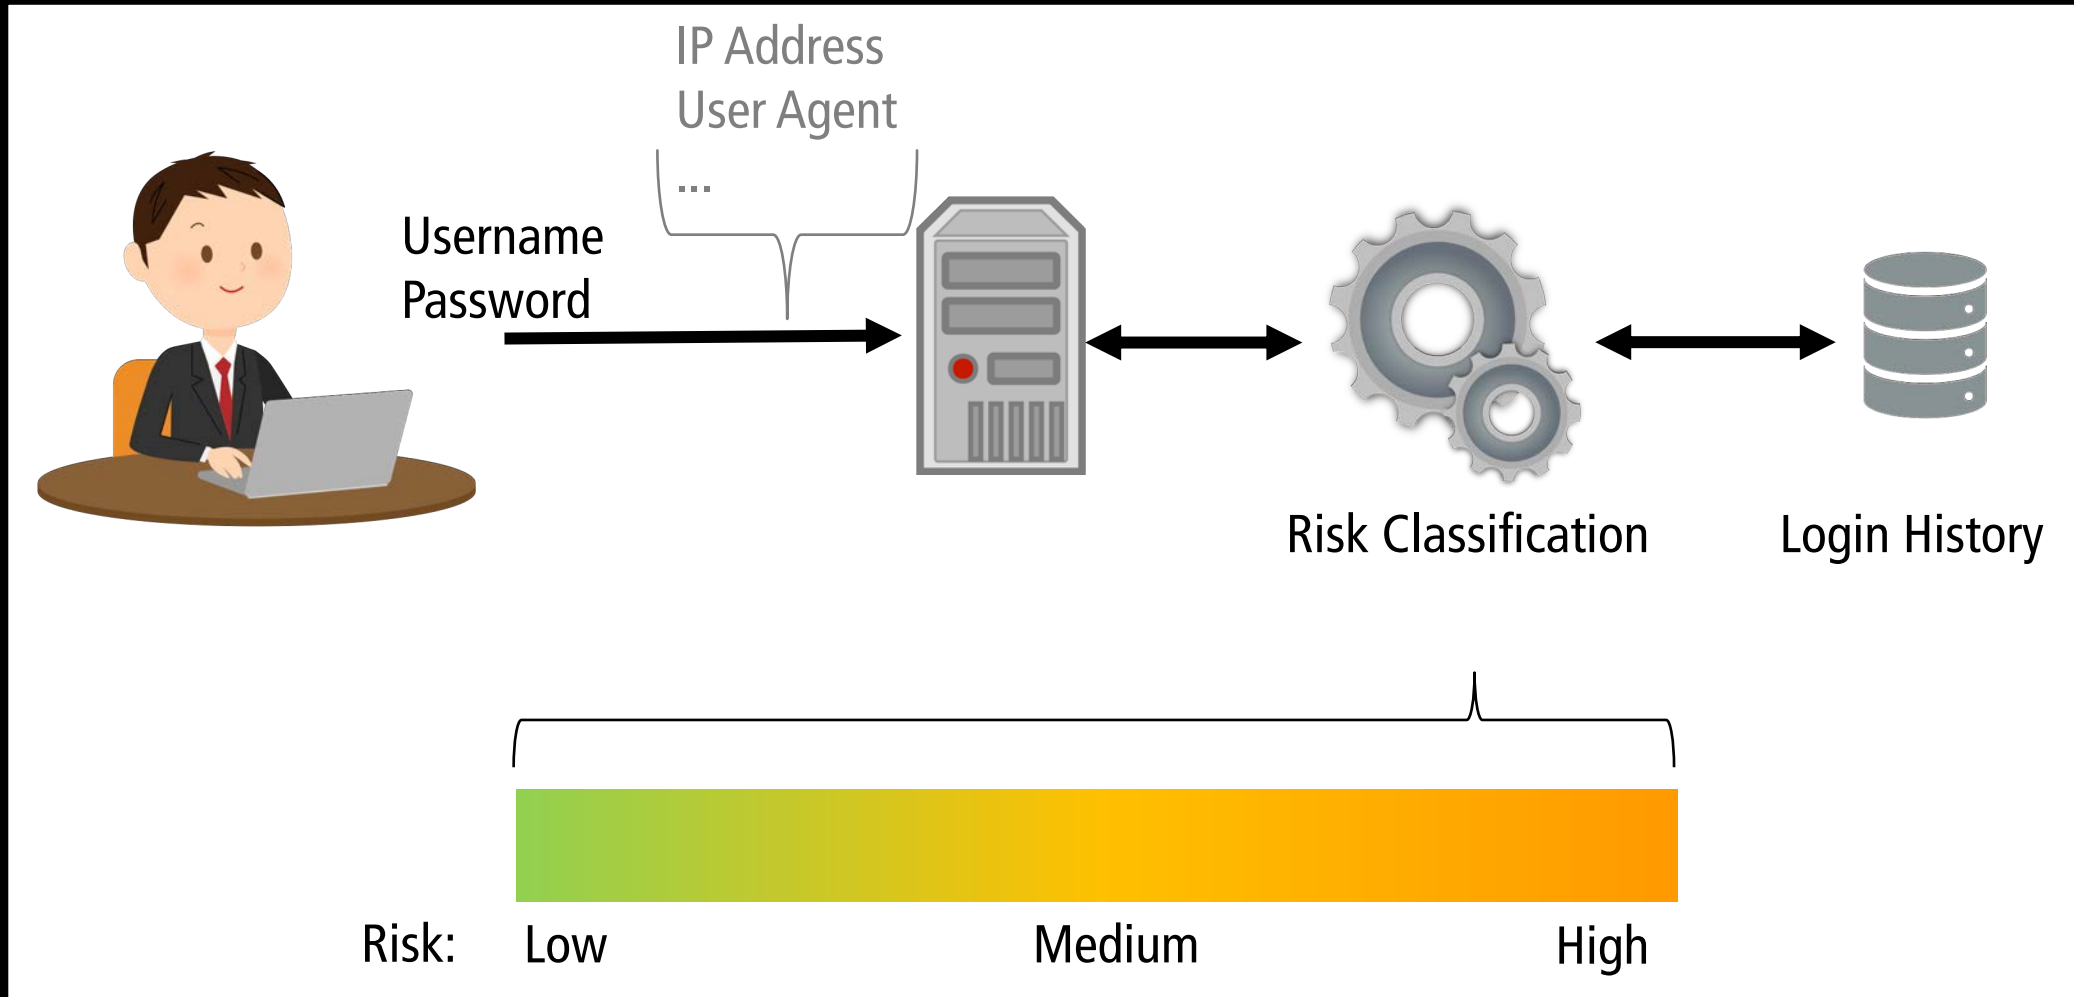 IP Address
User Agent
...
Username
Password
Risk Classification
Login History
Risk:
Low
Medium
High